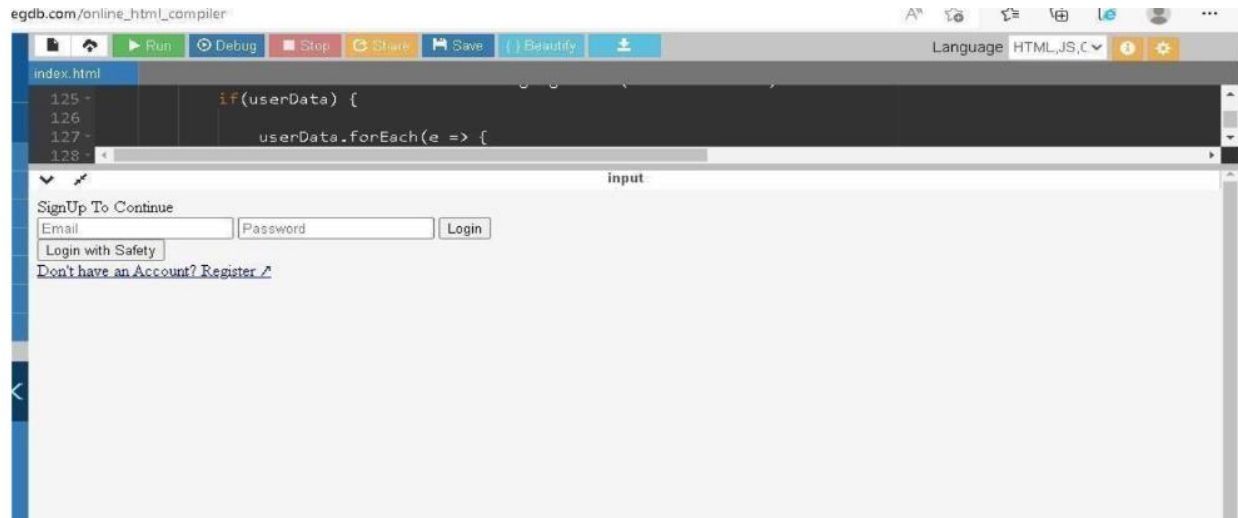 egdb.com/online_html_compiler
Run Debug Stop Share Save { } Beautify Language HTML,JS,C
index.html
125 if(userData) {
126
127 userData.forEach(e => {
128
input
SignUp To Continue
Email Password Login
Login with Safety
Don't have an Account? Register ↗